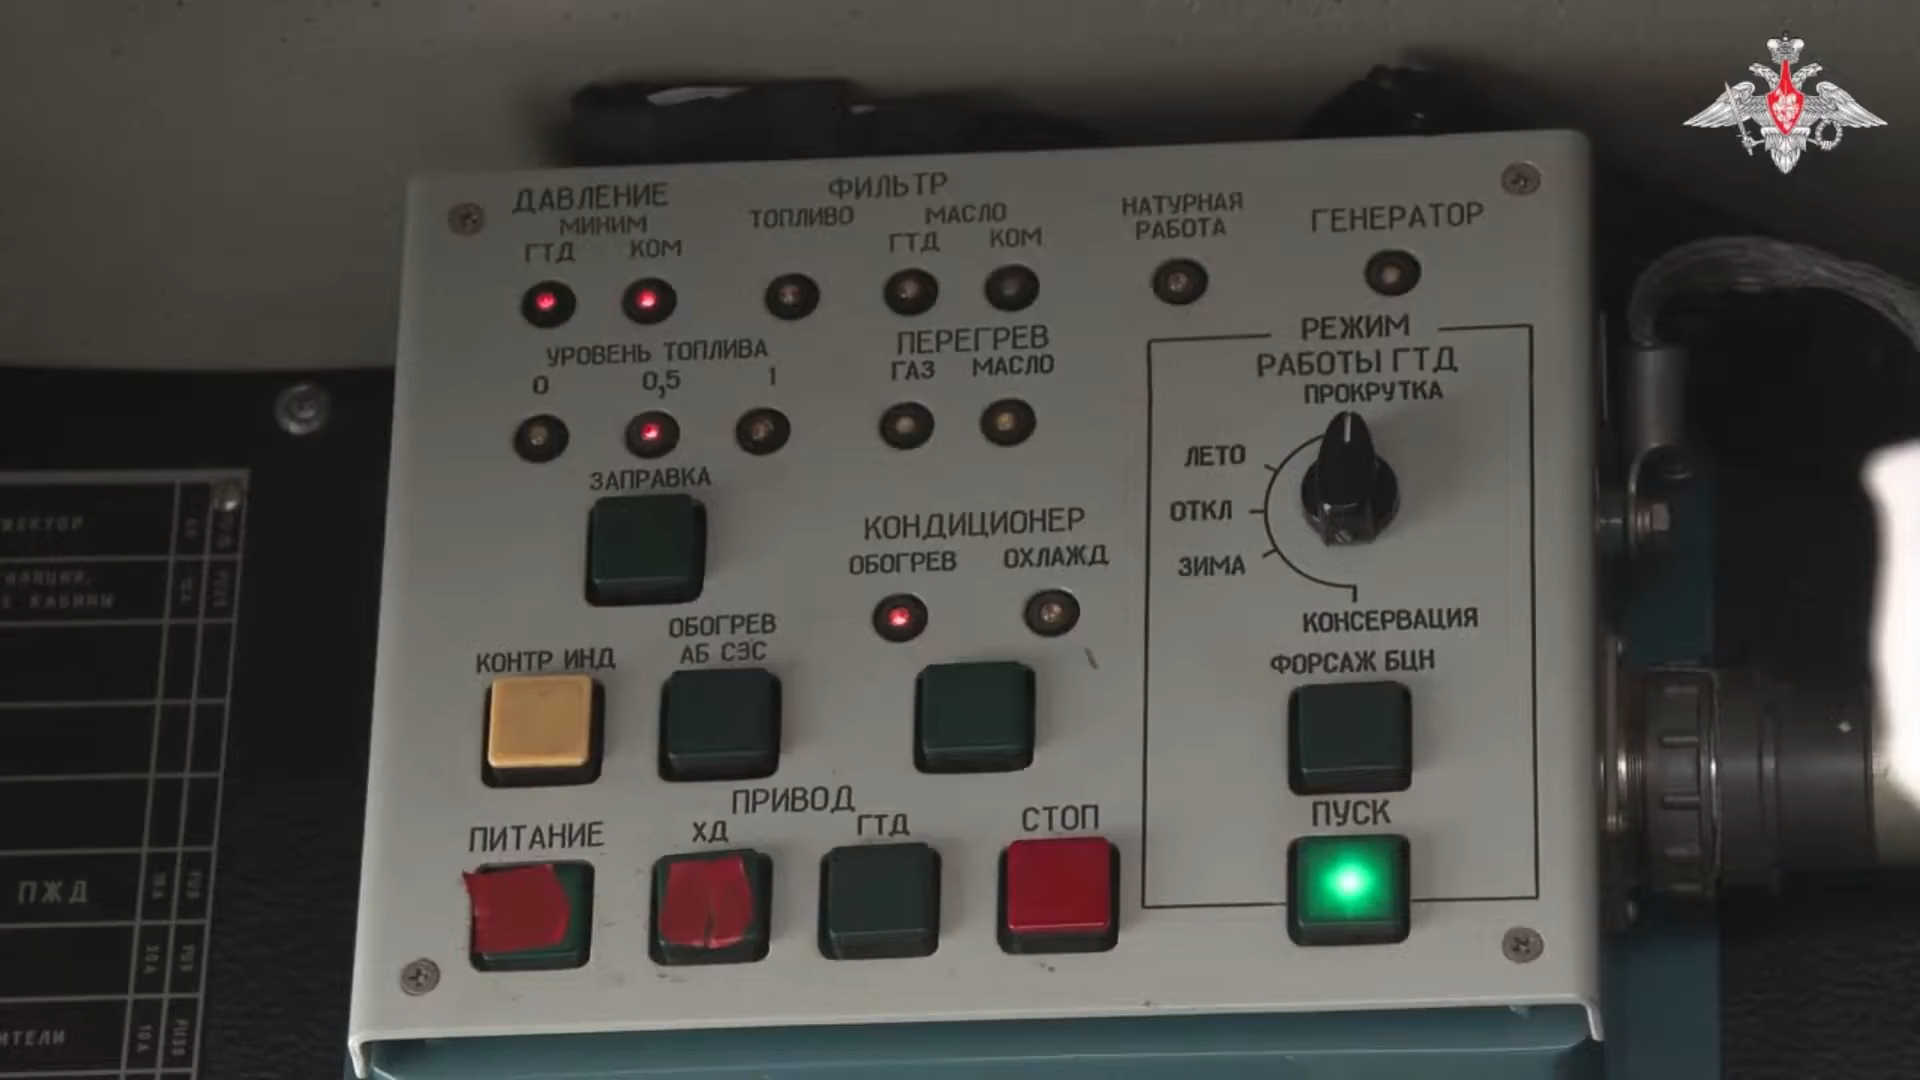 ДАВЛЕНИЕ
МИНИМ
ГТД КОМ
ФИЛЬТР
ТОПЛИВО МАСЛО
ГТД КОМ
НАТУРНАЯ
РАБОТА
ГЕНЕРАТОР
УРОВЕНЬ ТОПЛИВА
0 0,5 1
ПЕРЕГРЕВ
ГАЗ МАСЛО
РЕЖИМ
РАБОТЫ ГТД
ПРОКРУТКА
ЛЕТО
ОТКЛ
ЗИМА
КОНСЕРВАЦИЯ
ЗАПРАВКА
КОНДИЦИОНЕР
ОБОГРЕВ ОХЛАЖД
КОНТР ИНД
ОБОГРЕВ
АБ СЭС
ФОРСАЖ БЦН
ПРИВОД
ПИТАНИЕ ХД ГТД СТОП ПУСК
КАБИНЫ
ПЖД
10А